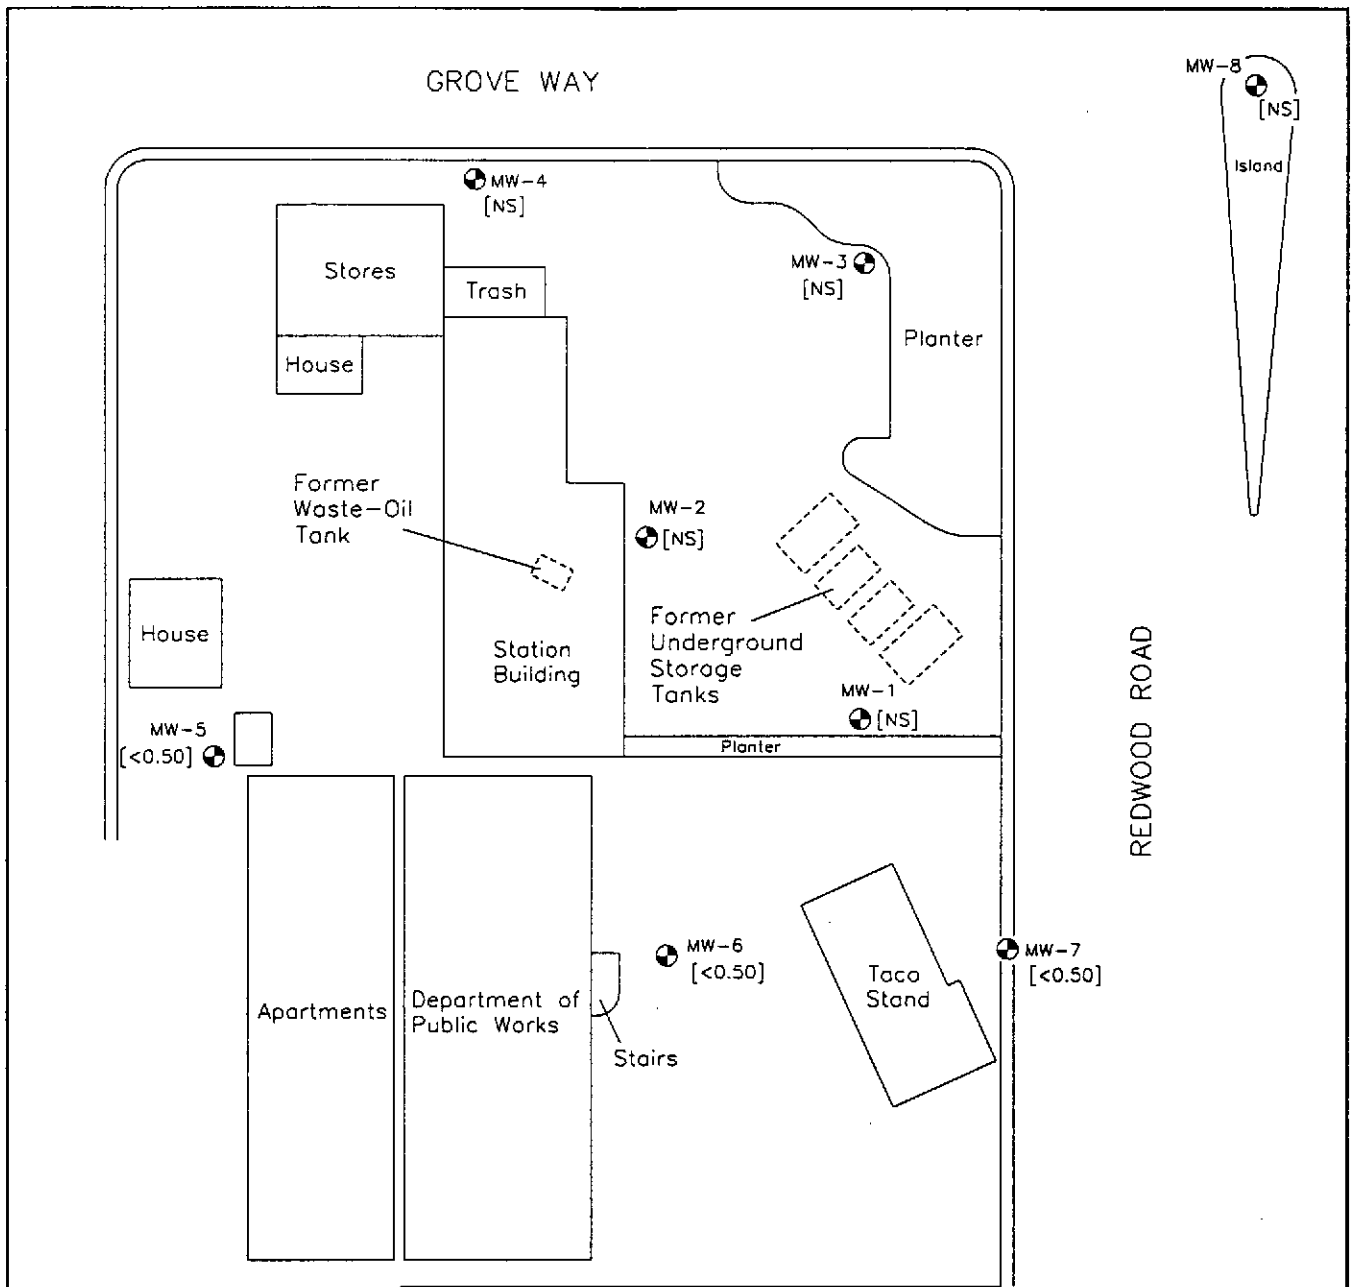 GROVE WAY
MW-8
[NS]
Island
MW-4
[NS]
Stores
Trash
MW-3
[NS]
House
Planter
Former
Waste-Oil
Tank
MW-2
[NS]
House
Station
Building
Former
Underground
Storage
Tanks
MW-1
[NS]
Planter
REDWOOD ROAD
MW-5
[<0.50]
Apartments
Department of
Public Works
Stairs
MW-6
[<0.50]
Taco
Stand
MW-7
[<0.50]